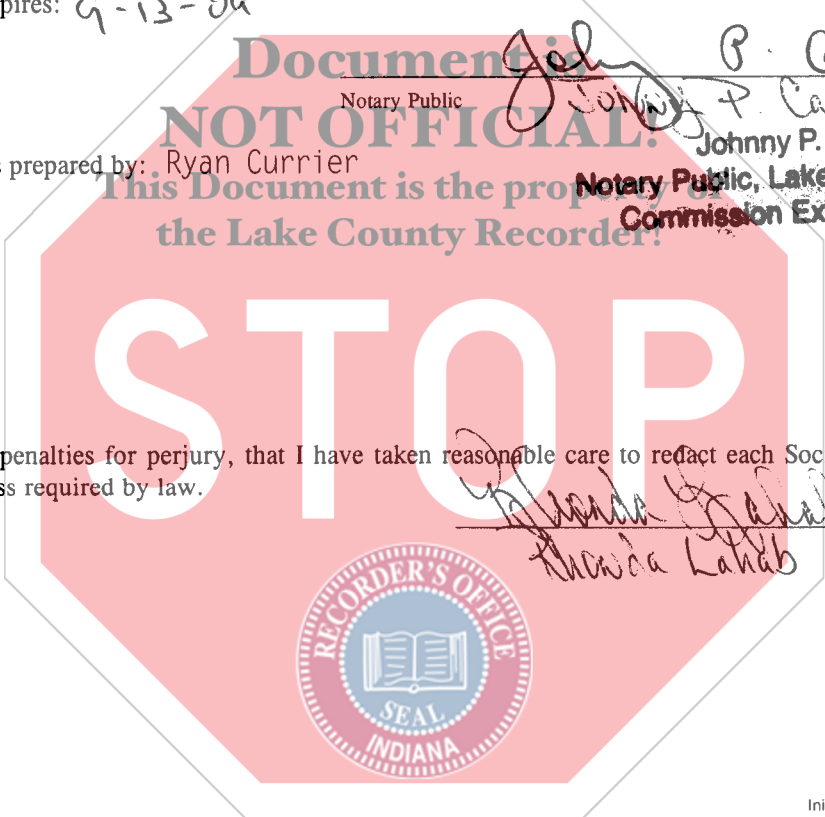 pires: 9-13-09
Document is
Notary Public
NOT OFFICIAL!
Johnny P.
s prepared by: Ryan Currier
This Document is the property of
Notary Public, Lake
the Lake County Recorder!
Commission Ex
STOP
penalties for perjury, that I have taken reasonable care to redact each Soc
ss required by law.
Rhonda Lahab
RECORDER'S OFFICE
SEAL
INDIANA
Ini